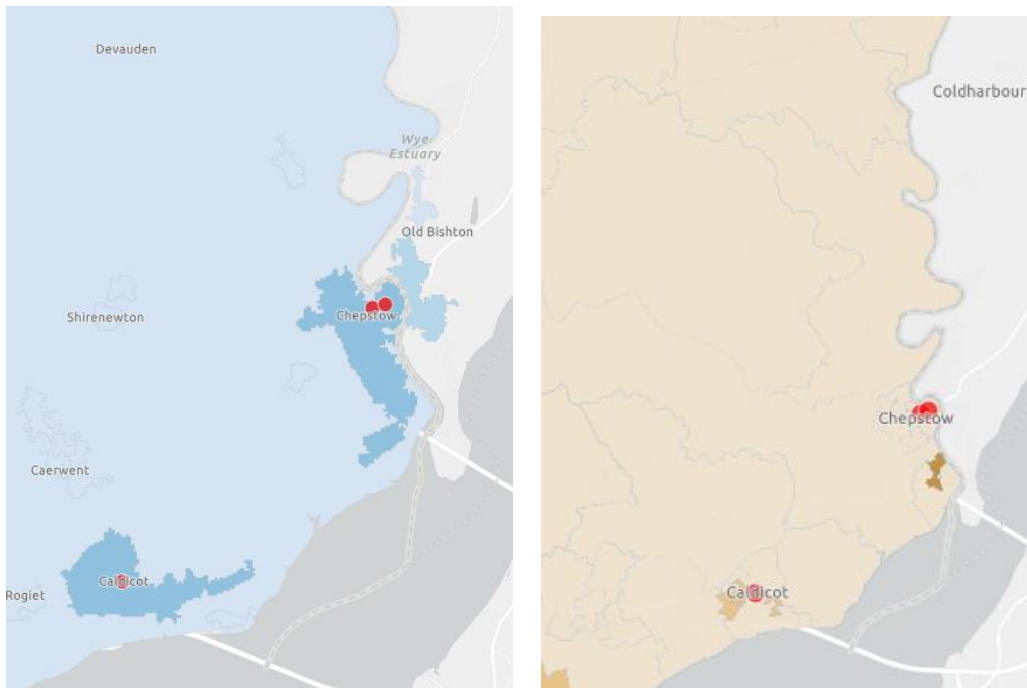 Devauden
Wye
Estuary
Old Bishton
Shirenewton
Chepstow
Caerwent
Caldicot
Rogiet
Coldharbour
Chepstow
Caldicot